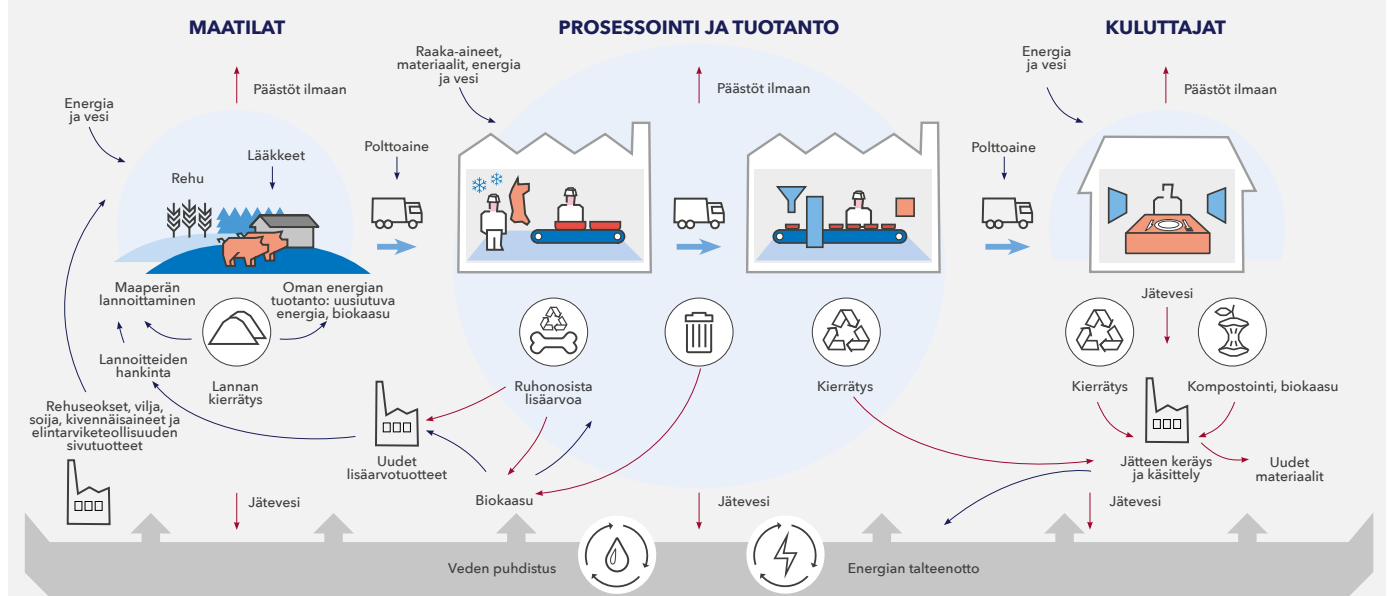 MAATILAT
PROSESSOINTI JA TUOTANTO
KULUTTAJAT
Energia
ja vesi
Päästöt ilmaan
Lääkkeet
Rehu
Polttoaine
Raaka-aineet,
materiaalit, energia
ja vesi
Päästöt ilmaan
Polttoaine
Energia
ja vesi
Päästöt ilmaan
Maaperän
lannoittaminen
Oman energian
tuotanto: uusiutuva
energia, biokaasu
Lannoitteiden
hankinta
Lannan
kierrätys
Rehuseokset, vilja,
soija, kivennäisaineet ja
elintarviketeollisuuden
sivutuotteet
Jätevesi
Ruhonosista
lisäarvoa
Kierrätys
Uudet
lisäarvotuotteet
Biokaasu
Jätevesi
Jätevesi
Kierrätys
Kompostointi, biokaasu
Jätteen keräys
ja käsittely
Uudet
materiaalit
Jätevesi
Veden puhdistus
Energian talteenotto